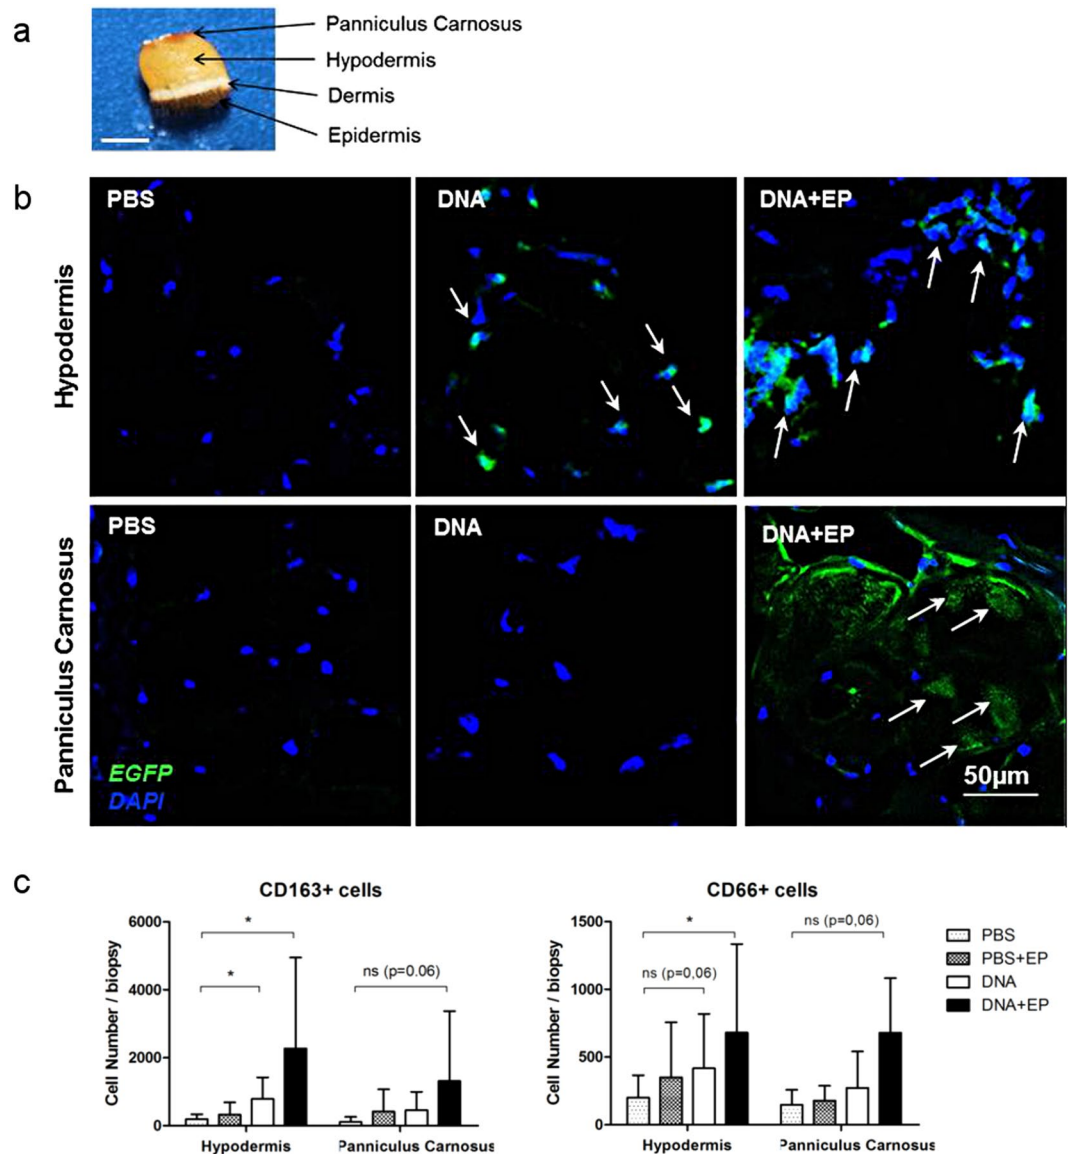 a
Panniculus Carnosus
Hypodermis
Dermis
Epidermis
b
PBS
DNA
DNA+EP
Hypodermis
PBS
DNA
DNA+EP
Panniculus Carnosus
EGFP
DAPI
50µm
c
CD163+ cells
Cell Number / biopsy
6000
4000
2000
0
*
*
ns (p=0.06)
Hypodermis
Panniculus Carnosus
CD66+ cells
Cell Number / biopsy
1500
1000
500
0
*
ns (p=0,06)
ns (p=0,06)
Hypodermis
Panniculus Carnosus
PBS
PBS+EP
DNA
DNA+EP